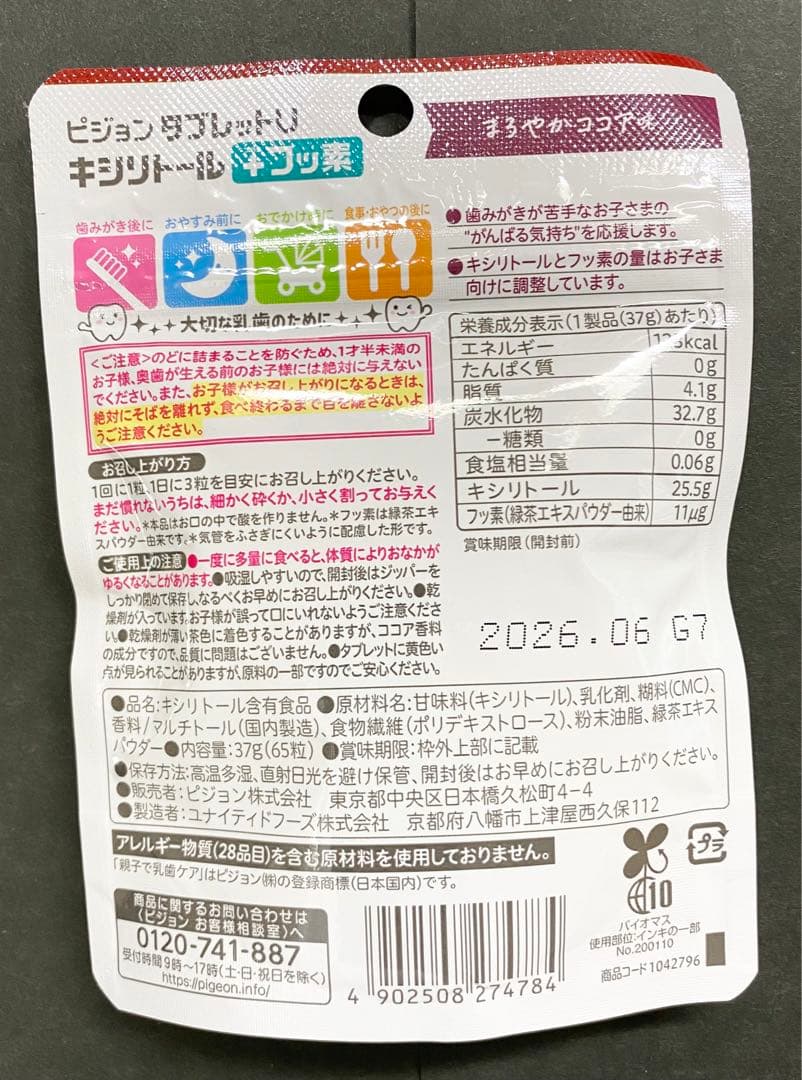 ピジョン タブレットU
キシリトール +フッ素
まろやかココア味
歯みがき後に
おやすみ前に
おでかけ時に
食事・おやつの後に
大切な乳歯のために
●歯みがきが苦手なお子さまの
"がんばる気持ち"を応援します。
●キシリトールとフッ素の量はお子さま
向けに調整しています。
<ご注意>のどに詰まることを防ぐため、1才半未満の
お子様、奥歯が生える前のお子様には絶対に与えない
でください。また、お子様がお召し上がりになるときは、
絶対にそばを離れず、食べ終わるまで目を離さないよ
うご注意ください。
お召し上がり方
1回に1粒、1日に3粒を目安にお召し上がりください。
まだ慣れないうちは、細かく砕くか、小さく割ってお与えく
ださい。*本品はお口の中で酸を作りません。*フッ素は緑茶エキ
スパウダー由来です。*気管をふさぎにくいように配慮した形です。
ご使用上の注意 ●一度に多量に食べると、体質によりおなかが
ゆるくなることがあります。●吸湿しやすいので、開封後はジッパーを
しっかり閉めて保存し、なるべくお早めにお召し上がりください。●乾
燥剤が入っています。お子様が誤って口にいれないようご注意くださ
い。●乾燥剤が薄い茶色に着色することがありますが、ココア香料
の成分ですので、品質に問題はございません。●タブレットに黄色い
点が見られることがありますが、原料の一部ですのでご安心ください。
栄養成分表示(1製品(37g)あたり)
エネルギー kcal
たんぱく質 0g
脂質 4.1g
炭水化物 32.7g
-糖類 0g
食塩相当量 0.06g
キシリトール 25.5g
フッ素(緑茶エキスパウダー由来) 11μg
賞味期限(開封前)
2026.06 G7
●品名:キシリトール含有食品 ●原材料名:甘味料(キシリトール)、乳化剤、糊料(CMC)、
香料/マルチトール(国内製造)、食物繊維(ポリデキストロース)、粉末油脂、緑茶エキス
パウダー●内容量:37g(65粒) ●賞味期限:枠外上部に記載
●保存方法:高温多湿、直射日光を避け保管、開封後はお早めにお召し上がりください。
●販売者:ピジョン株式会社 東京都中央区日本橋久松町4-4
●製造者:ユナイテイドフーズ株式会社 京都府八幡市上津屋西久保112
アレルギー物質(28品目)を含む原材料を使用しておりません。
「親子で乳歯ケア」はピジョン(株)の登録商標(日本国内)です。
商品に関するお問い合わせは
〈ピジョン お客様相談室〉へ
0120-741-887
受付時間9時〜17時(土・日・祝日を除く)
https://pigeon.info/
4 902508 274784
プラ
10
バイオマス
使用部位:インキの一部
No.200110
商品コード1042796